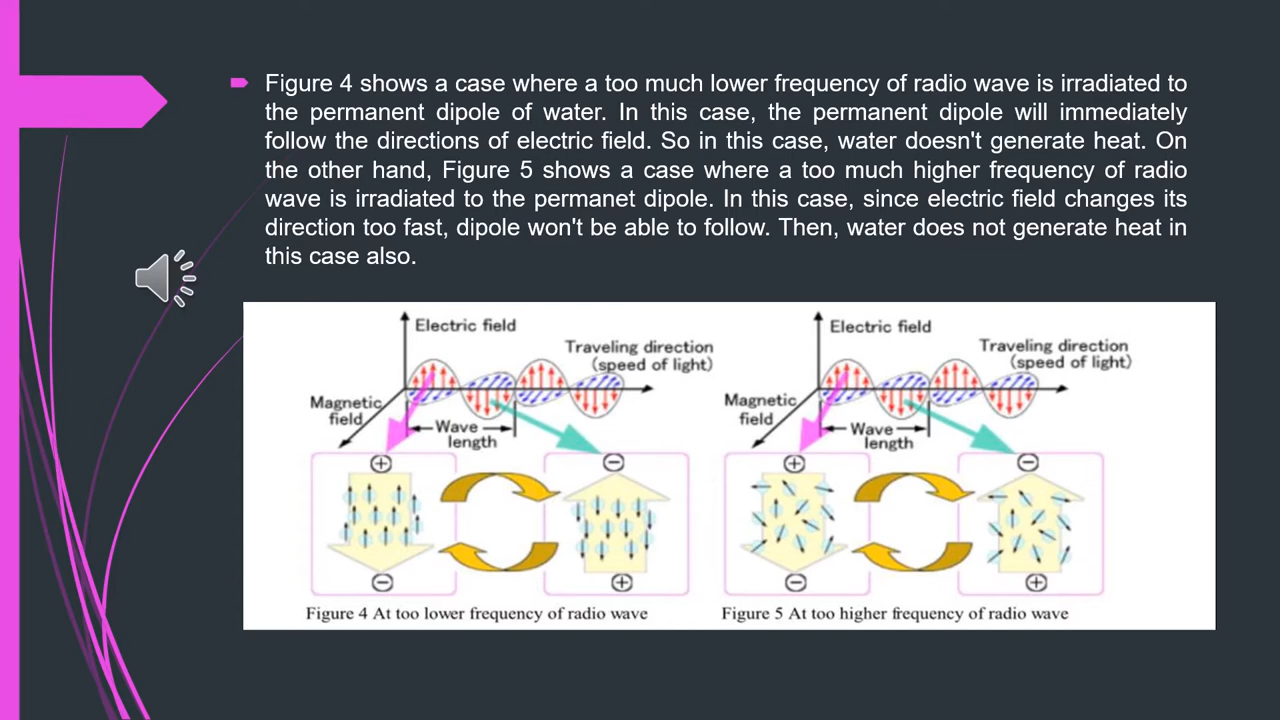 Figure 4 shows a case where a too much lower frequency of radio wave is irradiated to
the permanent dipole of water. In this case, the permanent dipole will immediately
follow the directions of electric field. So in this case, water doesn't generate heat. On
the other hand, Figure 5 shows a case where a too much higher frequency of radio
wave is irradiated to the permanet dipole. In this case, since electric field changes its
direction too fast, dipole won't be able to follow. Then, water does not generate heat in
this case also.
Electric field
Traveling direction
(speed of light)
Magnetic
field
Wave
length
+
−
−
+
Figure 4 At too lower frequency of radio wave
Electric field
Traveling direction
(speed of light)
Magnetic
field
Wave
length
+
−
−
+
Figure 5 At too higher frequency of radio wave